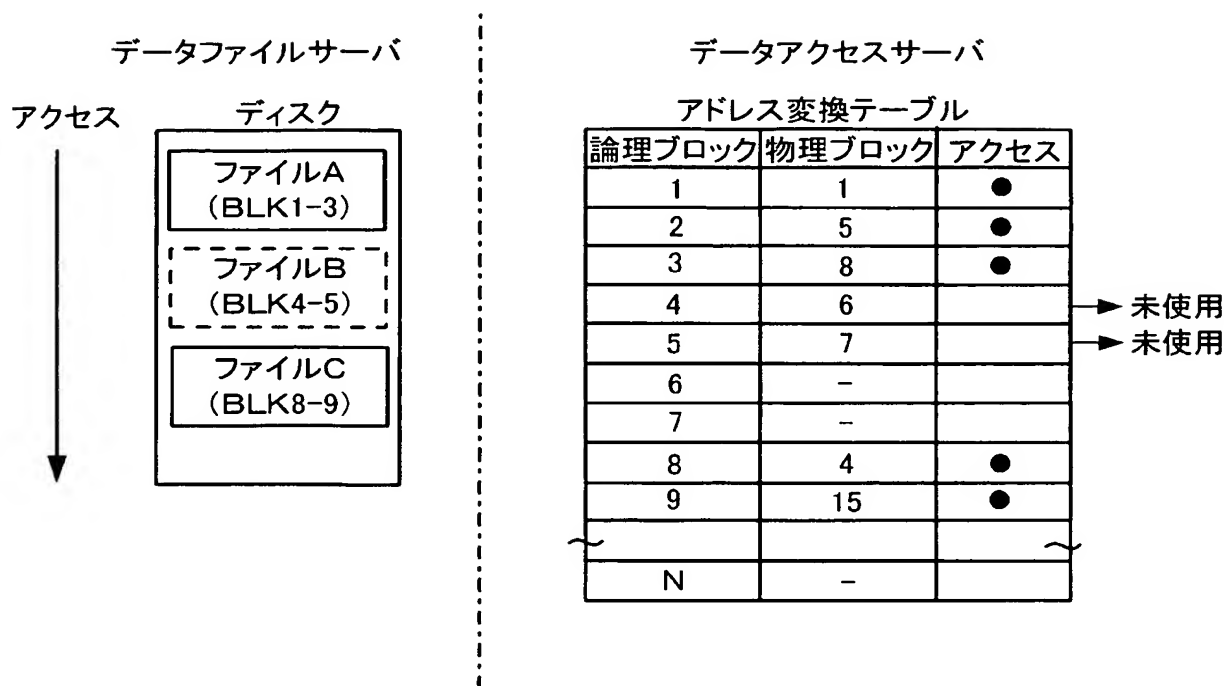 データファイルサーバ
アクセス
ディスク
ファイルA
(BLK1-3)
ファイルB
(BLK4-5)
ファイルC
(BLK8-9)
データアクセスサーバ
アドレス変換テーブル
論理ブロック 物理ブロック アクセス
1 1 ●
2 5 ●
3 8 ●
4 6 未使用
5 7 未使用
6 -
7 -
8 4 ●
9 15 ●
N -